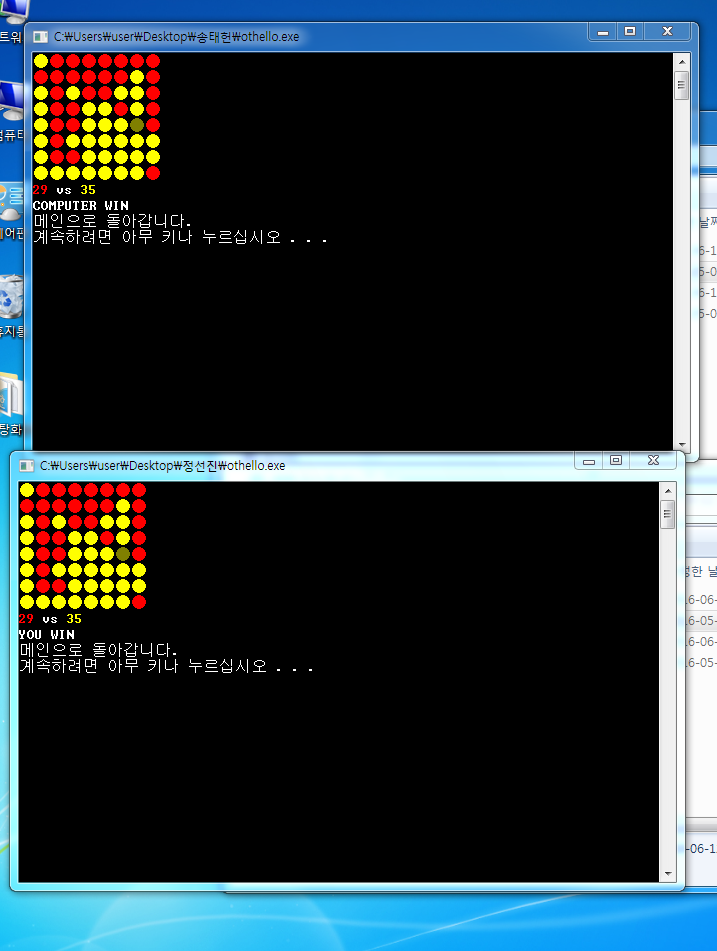 C:₩Users₩user₩Desktop₩송태헌₩othello.exe
29 vs 35
COMPUTER WIN
메인으로 돌아갑니다.
계속하려면 아무 키나 누르십시오 . . .
C:₩Users₩user₩Desktop₩정선진₩othello.exe
29 vs 35
YOU WIN
메인으로 돌아갑니다.
계속하려면 아무 키나 누르십시오 . . .